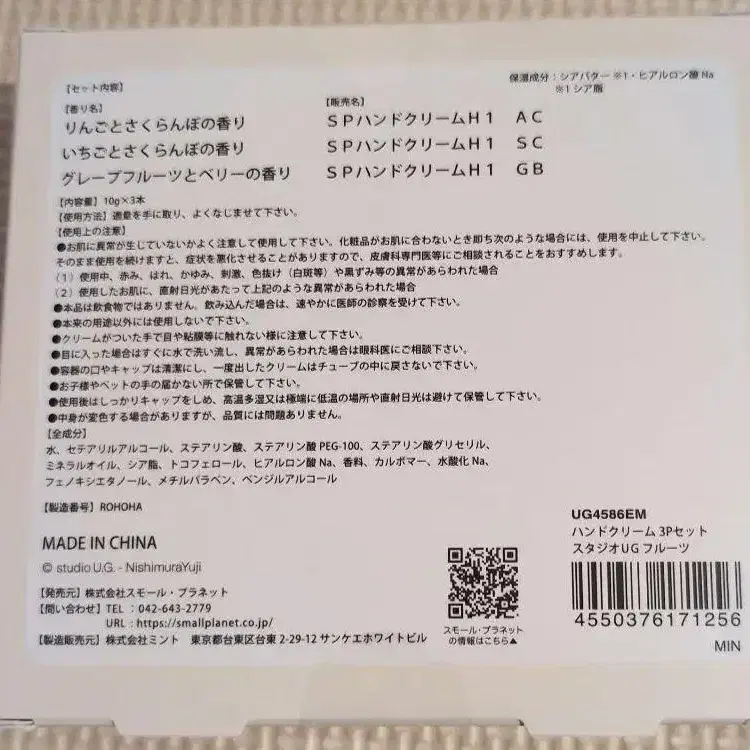 【セット内容】
保湿成分：シアバター ※1・ヒアルロン酸 Na
※1 シア脂
【香り名】
【販売名】
りんごとさくらんぼの香り ＳＰハンドクリームＨ１ ＡＣ
いちごとさくらんぼの香り ＳＰハンドクリームＨ１ ＳＣ
グレープフルーツとベリーの香り ＳＰハンドクリームＨ１ ＧＢ
【内容量】10g×3本
【使用方法】適量を手に取り、よくなじませて下さい。
【使用上の注意】
●お肌に異常が生じていないかよく注意して使用して下さい。化粧品がお肌に合わないとき即ち次のような場合には、使用を中止して下さい。
そのまま使用を続けますと、症状を悪化させることがありますので、皮膚科専門医等にご相談されることをおすすめします。
（1）使用中、赤み、はれ、かゆみ、刺激、色抜け（白斑等）や黒ずみ等の異常があらわれた場合
（2）使用したお肌に、直射日光があたって上記のような異常があらわれた場合
●本品は飲食物ではありません。飲み込んだ場合は、速やかに医師の診察を受けて下さい。
●本来の用途以外には使用しないで下さい。
●クリームがついた手で目や粘膜等に触れない様に注意して下さい。
●目に入った場合はすぐに水で洗い流し、異常があらわれた場合は眼科医にご相談下さい。
●容器の口やキャップは清潔にし、一度出したクリームはチューブの中に戻さないで下さい。
●お子様やペットの手の届かない所で保管して下さい。
●使用後はしっかりキャップをしめ、高温多湿又は極端に低温の場所や直射日光は避けて保管して下さい。
●中身が変色する場合がありますが、品質には問題ありません。
【全成分】
水、セテアリルアルコール、ステアリン酸、ステアリン酸 PEG-100、ステアリン酸グリセリル、
ミネラルオイル、シア脂、トコフェロール、ヒアルロン酸 Na、香料、カルボマー、水酸化 Na、
フェノキシエタノール、メチルパラベン、ベンジルアルコール
【製造番号】ROHOHA
MADE IN CHINA
© studio U.G. - NishimuraYuji
【発売元】株式会社スモール・プラネット
【問い合わせ】TEL ：042-643-2779
URL：https://smallplanet.co.jp/
【製造販売元】株式会社ミント 東京都台東区台東 2-29-12 サンケエホワイトビル
スモール・プラネット
の情報はこちら▲
UG4586EM
ハンドクリーム 3Pセット
スタジオUG フルーツ
4550376171256
MIN